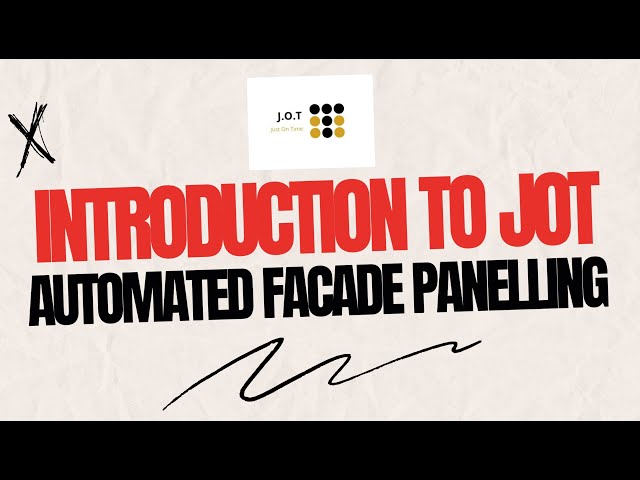 J.O.T
Just On Time
INTRODUCTION TO JOT
AUTOMATED FACADE PANELLING